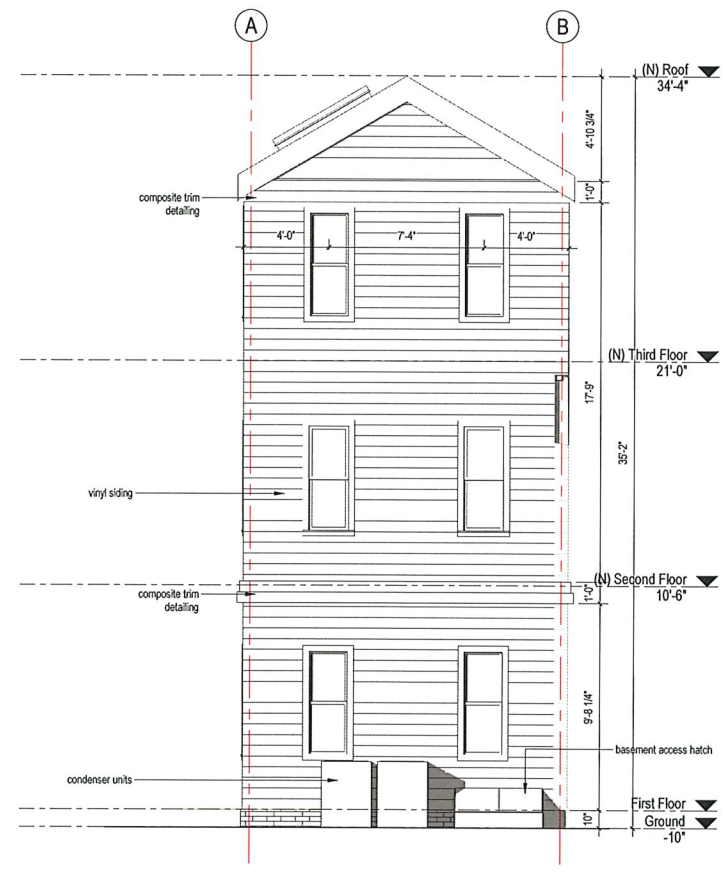 A
B
(N) Roof
34'-4"
4'-10 3/4"
1'-0"
composite trim
detailing
4'-0"
7'-4"
4'-0"
(N) Third Floor
21'-0"
17'-9"
35'-2"
vinyl siding
(N) Second Floor
10'-6"
1'-0"
composite trim
detailing
9'-8 1/4"
basement access hatch
condenser units
First Floor
Ground
-10"
10"